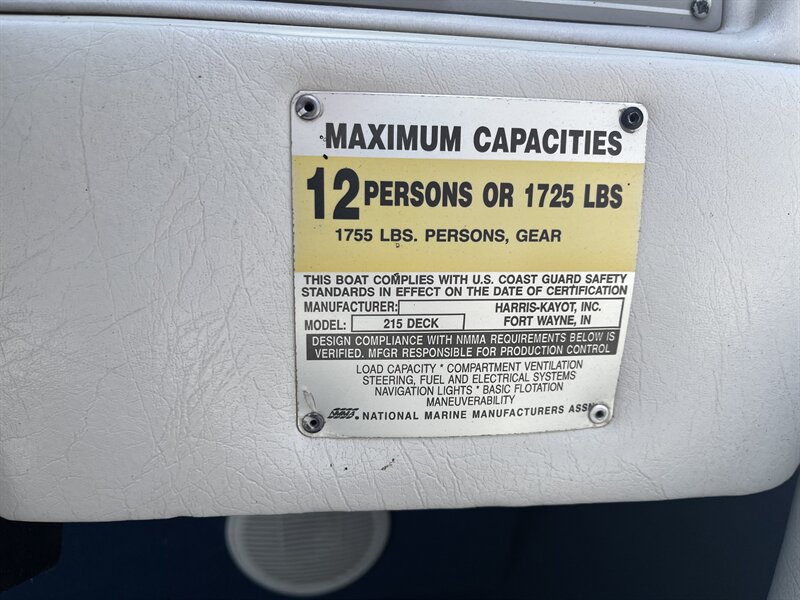 MAXIMUM CAPACITIES
12 PERSONS OR 1725 LBS
1755 LBS. PERSONS, GEAR
THIS BOAT COMPLIES WITH U.S. COAST GUARD SAFETY
STANDARDS IN EFFECT ON THE DATE OF CERTIFICATION
MANUFACTURER: HARRIS-KAYOT, INC.
MODEL: 215 DECK FORT WAYNE, IN
DESIGN COMPLIANCE WITH NMMA REQUIREMENTS BELOW IS
VERIFIED. MFGR RESPONSIBLE FOR PRODUCTION CONTROL
LOAD CAPACITY * COMPARTMENT VENTILATION
STEERING, FUEL AND ELECTRICAL SYSTEMS
NAVIGATION LIGHTS * BASIC FLOTATION
MANEUVERABILITY
NATIONAL MARINE MANUFACTURERS ASSN